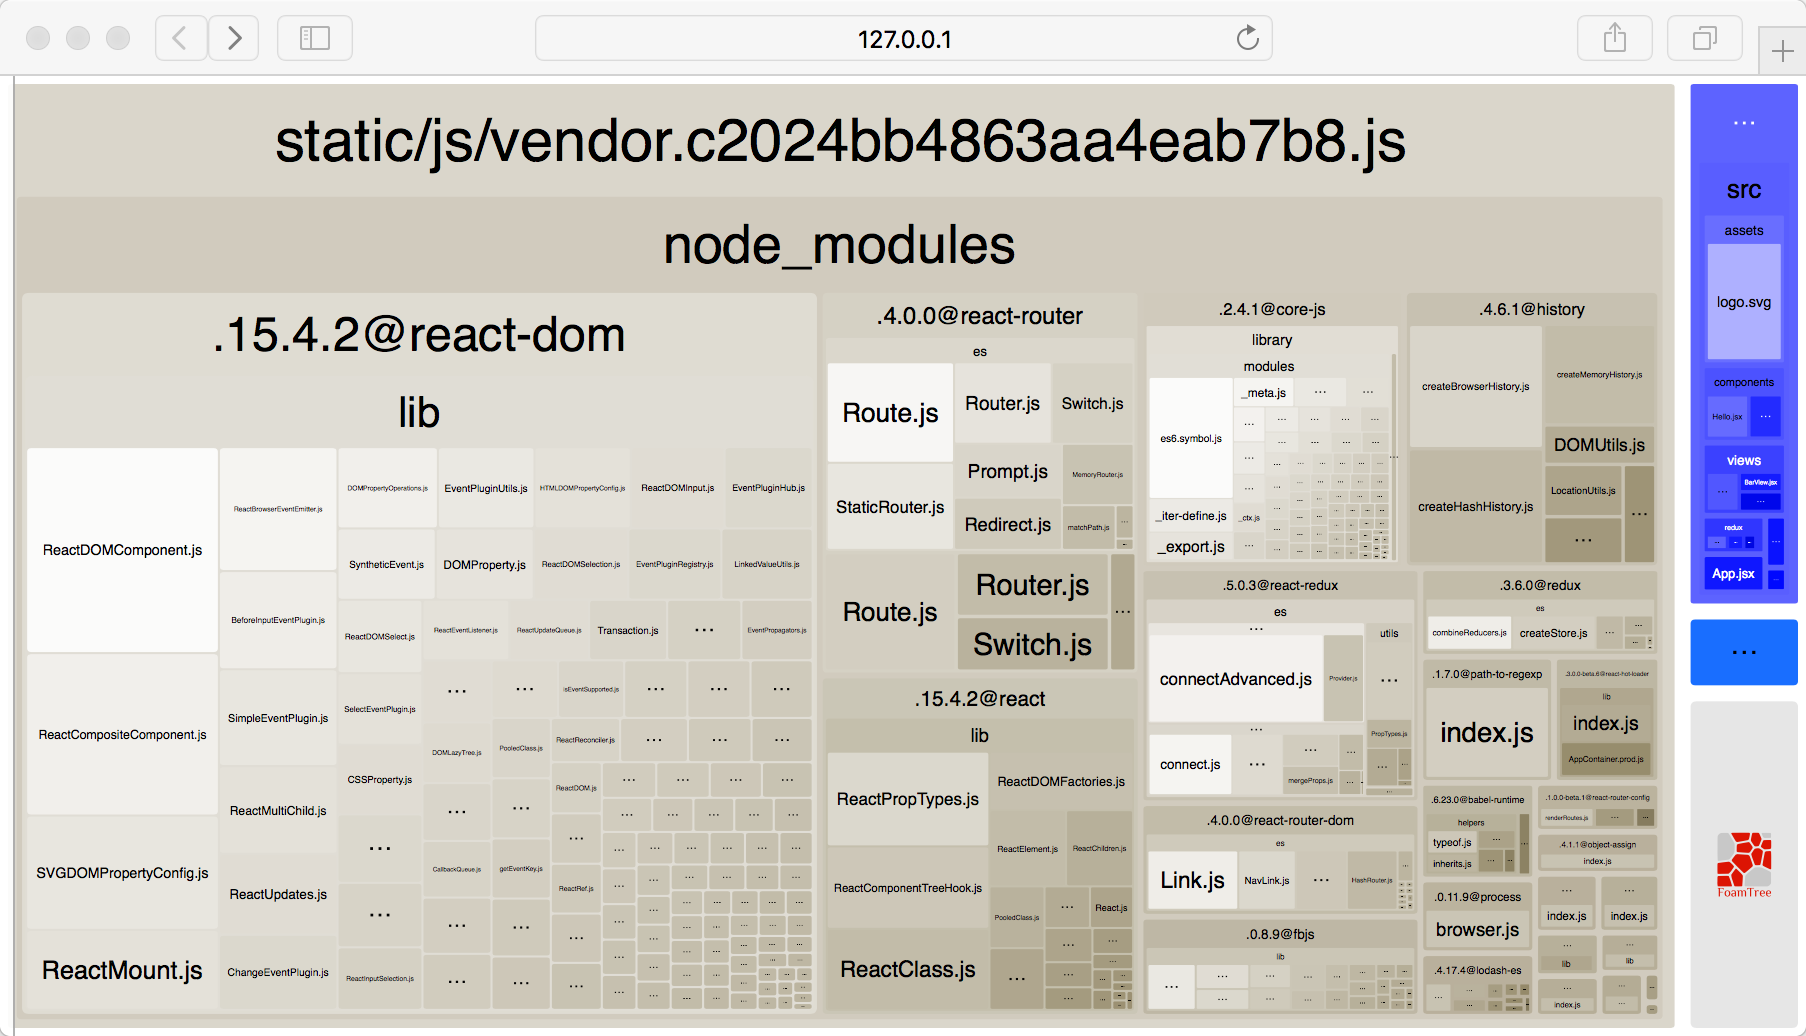 127.0.0.1
static/js/vendor.c2024bb4863aa4eab7b8.js
node_modules
.15.4.2@react-dom
lib
ReactDOMComponent.js
ReactCompositeComponent.js
SVGDOMPropertyConfig.js
ReactMount.js
ReactBrowserEventEmitter.js
BeforeInputEventPlugin.js
SimpleEventPlugin.js
ReactMultiChild.js
ReactUpdates.js
ChangeEventPlugin.js
DOMPropertyOperations.js
EventPluginUtils.js
HTMLDOMPropertyConfig.js
ReactDOMInput.js
EventPluginHub.js
SyntheticEvent.js
DOMProperty.js
ReactDOMSelection.js
EventPluginRegistry.js
LinkedValueUtils.js
ReactDOMSelect.js
ReactEventListener.js
ReactUpdateQueue.js
Transaction.js
...
EventPropagators.js
SelectEventPlugin.js
isEventSupported.js
CSSProperty.js
DOMLazyTree.js
PooledClass.js
ReactReconciler.js
ReactDOM.js
CallbackQueue.js
getEventKey.js
ReactRef.js
ReactInputSelection.js
.4.0.0@react-router
es
Route.js
Router.js
Switch.js
StaticRouter.js
Prompt.js
MemoryRouter.js
Redirect.js
matchPath.js
Route.js
Router.js
Switch.js
...
.15.4.2@react
lib
ReactPropTypes.js
ReactDOMFactories.js
ReactElement.js
ReactChildren.js
ReactComponentTreeHook.js
PooledClass.js
...
React.js
ReactClass.js
...
.2.4.1@core-js
library
modules
es6.symbol.js
_meta.js
_iter-define.js
_ctx.js
_export.js
.4.6.1@history
createBrowserHistory.js
createMemoryHistory.js
DOMUtils.js
createHashHistory.js
LocationUtils.js
...
...
.5.0.3@react-redux
es
...
utils
connectAdvanced.js
Provider.js
...
PropTypes.js
...
connect.js
...
mergeProps.js
.3.6.0@redux
es
combineReducers.js
createStore.js
...
.1.7.0@path-to-regexp
index.js
.3.0.0-beta.6@react-hot-loader
lib
index.js
AppContainer.prod.js
.4.0.0@react-router-dom
es
Link.js
NavLink.js
...
HashRouter.js
.6.23.0@babel-runtime
helpers
typeof.js
inherits.js
.1.0.0-beta.1@react-router-config
renderRoutes.js
.4.1.1@object-assign
index.js
.0.11.9@process
browser.js
...
index.js
...
index.js
.0.8.9@fbjs
lib
...
.4.17.4@lodash-es
...
lib
...
lib
...
index.js
...
src
assets
logo.svg
components
Hello.jsx
...
views
...
BarView.jsx
...
redux
App.jsx
...
FoamTree